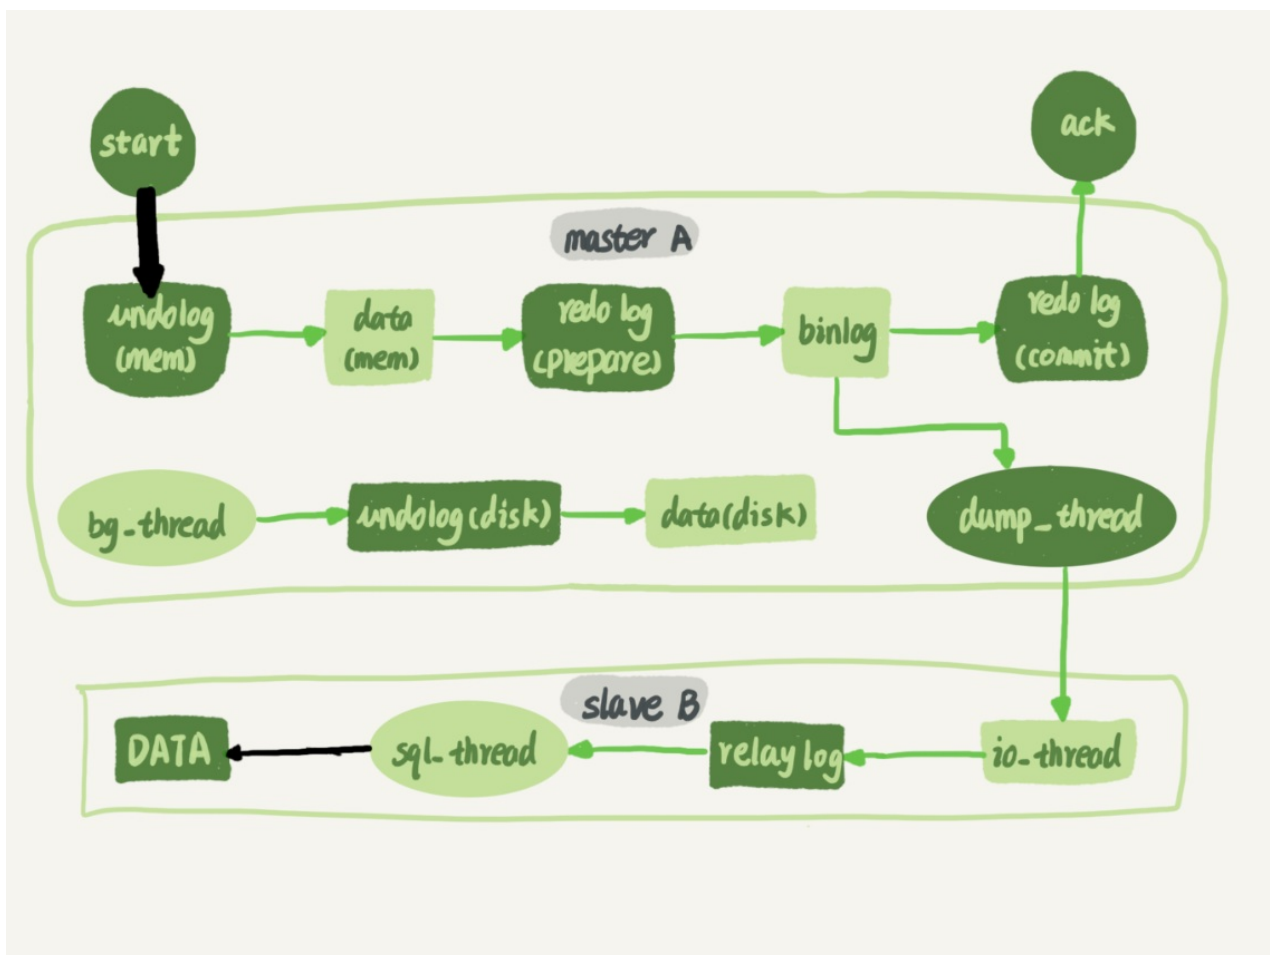 start
ack
master A
undolog
(mem)
data
(mem)
redo log
(prepare)
binlog
redo log
(commit)
bg_thread
undolog(disk)
data(disk)
dump_thread
slave B
DATA
sql_thread
relay log
io_thread